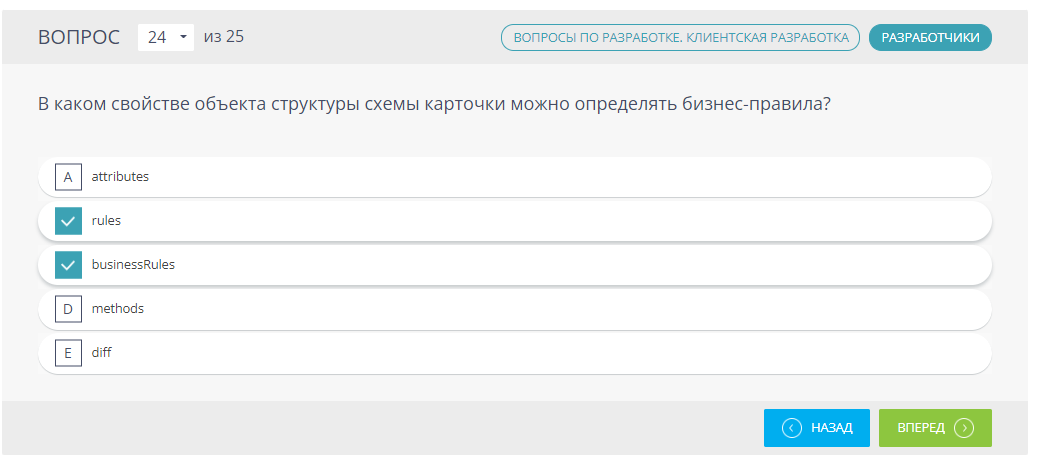 ВОПРОС 24 из 25 ВОПРОСЫ ПО РАЗРАБОТКЕ. КЛИЕНТСКАЯ РАЗРАБОТКА РАЗРАБОТЧИКИ
В каком свойстве объекта структуры схемы карточки можно определять бизнес-правила?
A attributes
rules
businessRules
D methods
E diff
НАЗАД ВПЕРЕД